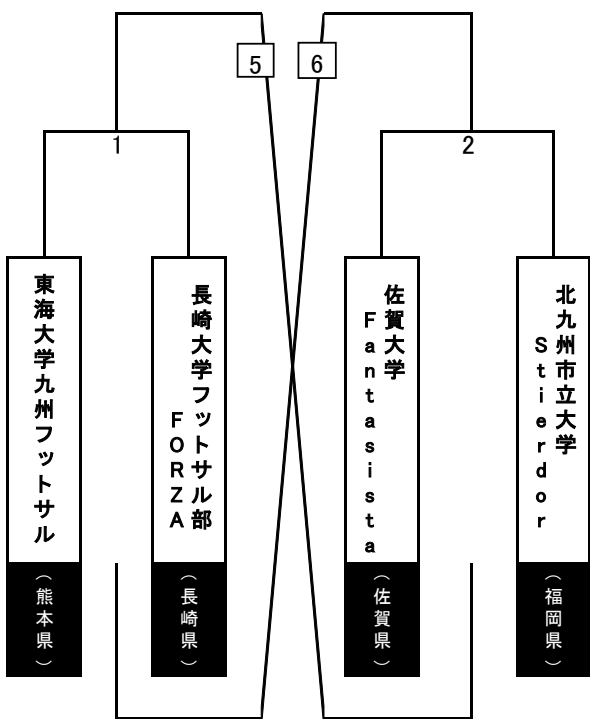 5
6
1
2
東海大学九州フットサル
（熊本県）
長崎大学フットサル部
FORZA
（長崎県）
佐賀大学
Fantasista
（佐賀県）
北九州市立大学
Stierdor
（福岡県）